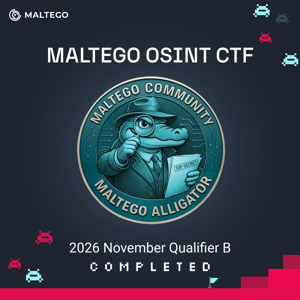 MALTEGO
MALTEGO OSINT CTF
MALTEGO COMMUNITY
TOP SECRET
MALTEGO ALLIGATOR
2026 November Qualifier B
COMPLETED